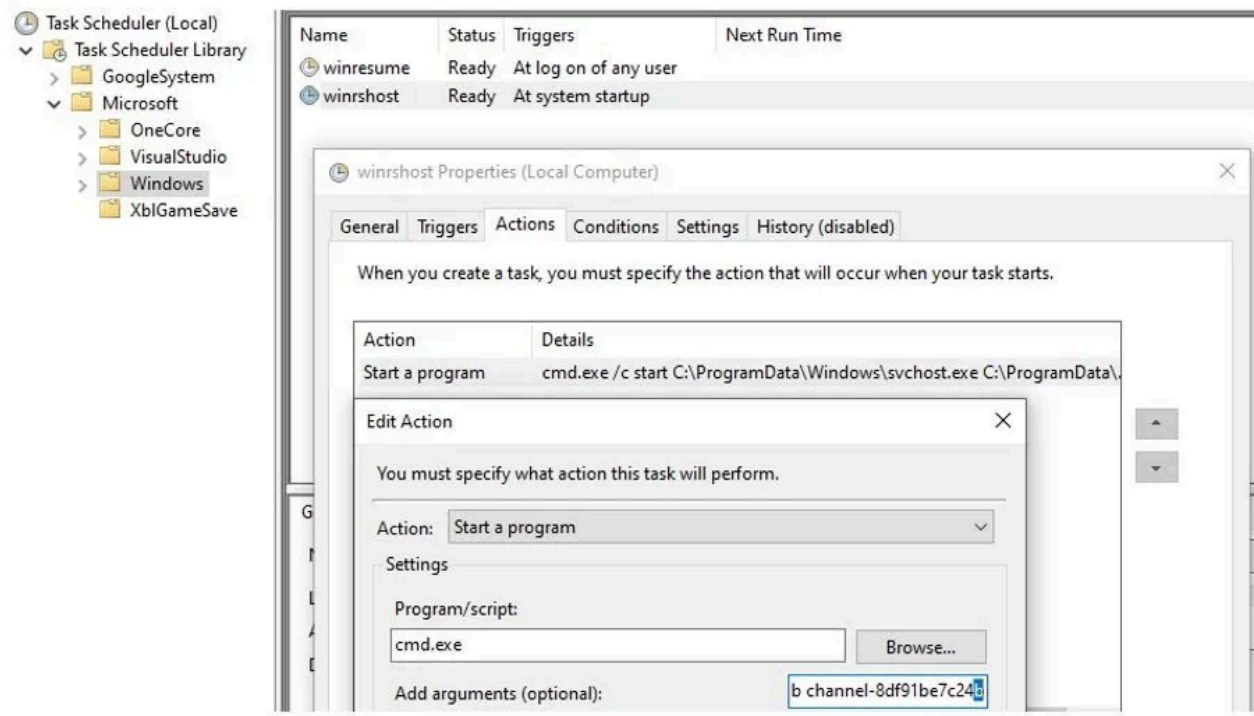 Task Scheduler (Local)
Task Scheduler Library
GoogleSystem
Microsoft
OneCore
VisualStudio
Windows
XblGameSave
Name Status Triggers Next Run Time
winresume Ready At log on of any user
winrshost Ready At system startup
winrshost Properties (Local Computer)
General Triggers Actions Conditions Settings History (disabled)
When you create a task, you must specify the action that will occur when your task starts.
Action Details
Start a program cmd.exe /c start C:\ProgramData\Windows\svchost.exe C:\ProgramData\.
Edit Action
You must specify what action this task will perform.
Action: Start a program
Settings
Program/script:
cmd.exe Browse...
Add arguments (optional): b channel-8df91be7c24b
G